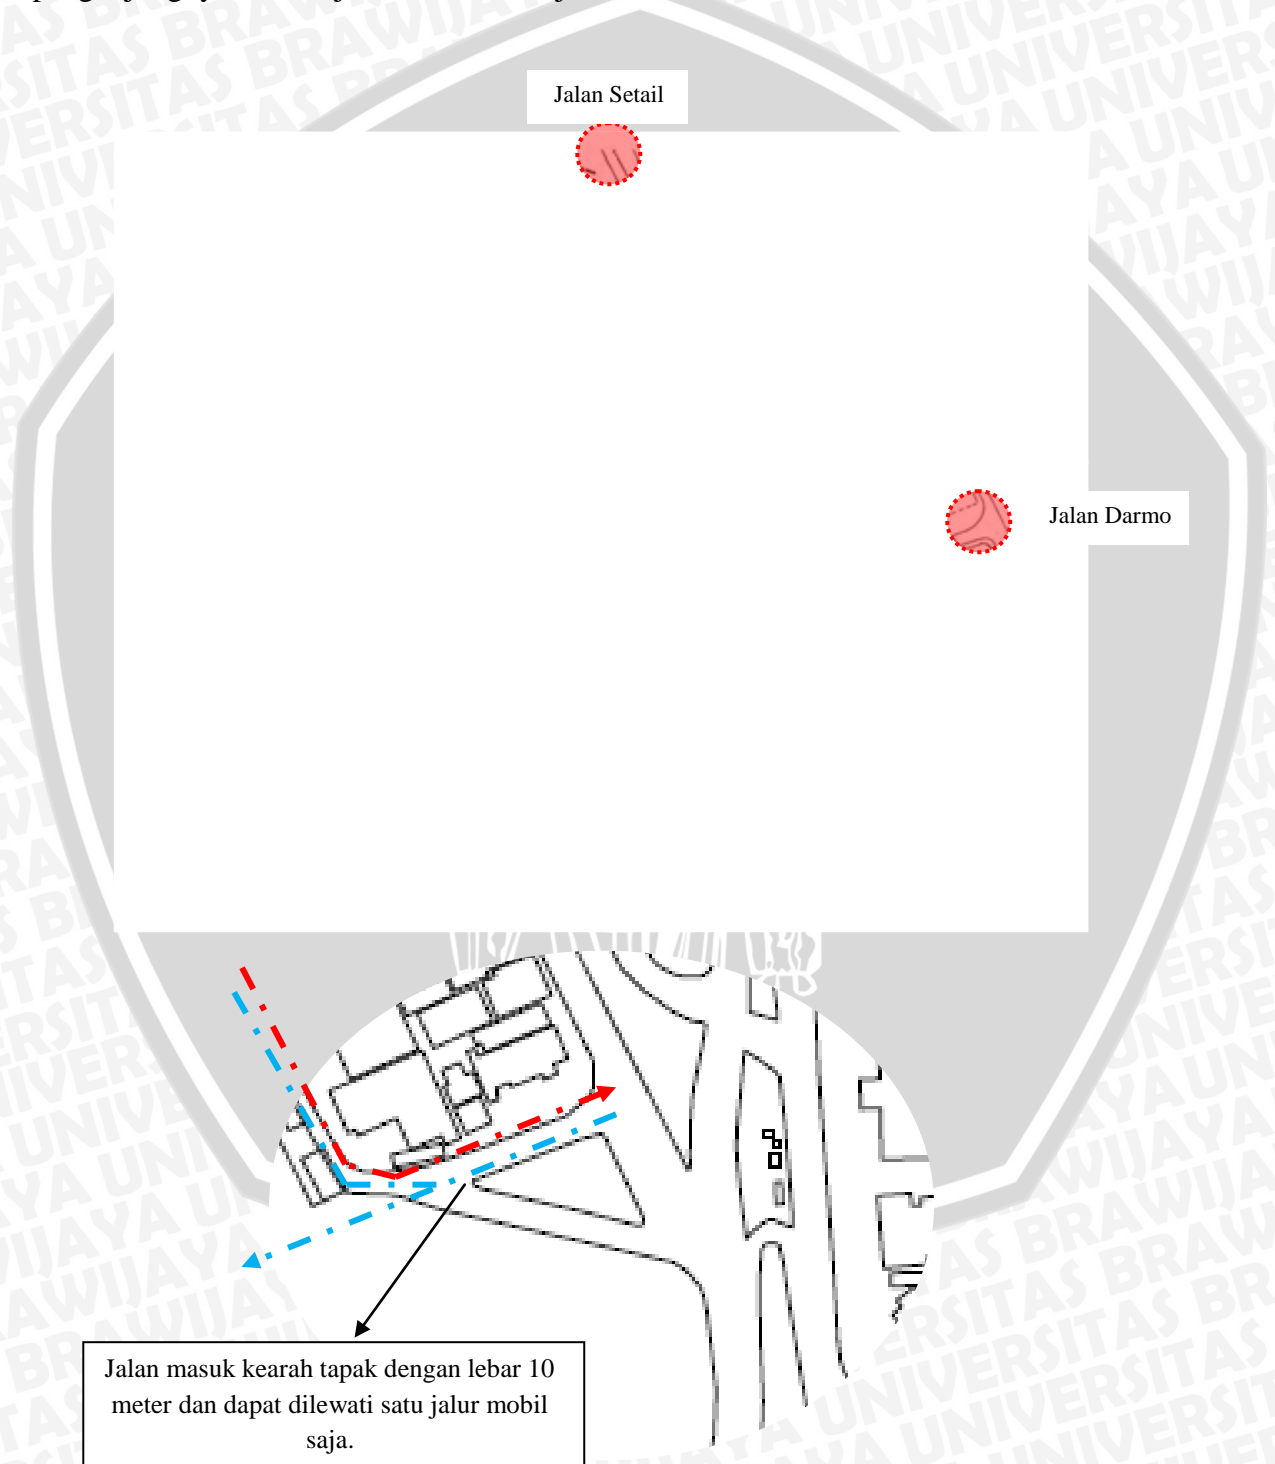 Jalan Setail
Jalan Darmo
Jalan masuk kearah tapak dengan lebar 10
meter dan dapat dilewati satu jalur mobil
saja.